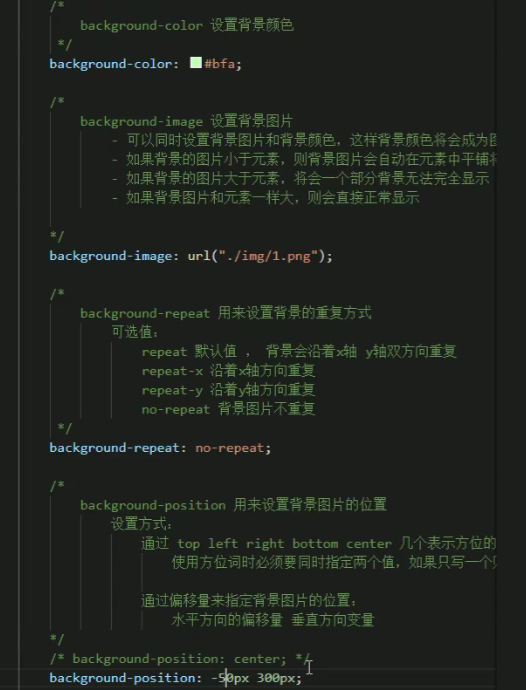 /*
background-color 设置背景颜色
*/
background-color: #bfa;
/*
background-image 设置背景图片
- 可以同时设置背景图片和背景颜色，这样背景颜色将会成为
- 如果背景的图片小于元素，则背景图片会自动在元素中平铺
- 如果背景的图片大于元素，将会一个部分背景无法完全显示
- 如果背景图片和元素一样大，则会直接正常显示
*/
background-image: url("./img/1.png");
/*
background-repeat 用来设置背景的重复方式
可选值：
repeat 默认值 ， 背景会沿着x轴 y轴双方向重复
repeat-x 沿着x轴方向重复
repeat-y 沿着y轴方向重复
no-repeat 背景图片不重复
*/
background-repeat: no-repeat;
/*
background-position 用来设置背景图片的位置
设置方式：
通过 top left right bottom center 几个表示方位的
使用方位词时必须要同时指定两个值，如果只写一个
通过偏移量来指定背景图片的位置：
水平方向的偏移量 垂直方向变量
*/
/* background-position: center; */
background-position: -50px 300px;